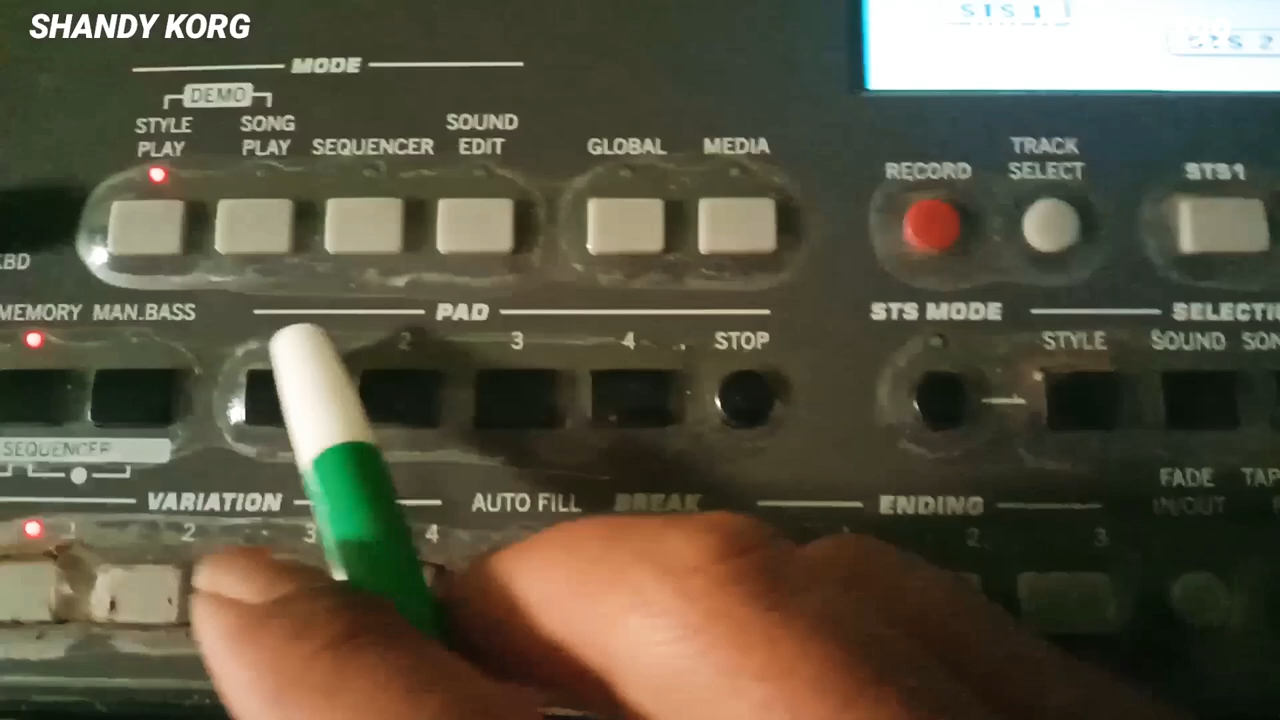 SHANDY KORG
STS 1
STS 2
MODE
DEMO
STYLE PLAY
SONG PLAY
SEQUENCER
SOUND EDIT
GLOBAL
MEDIA
RECORD
TRACK SELECT
STS1
MEMORY
MAN.BASS
PAD
2
3
4
STOP
STS MODE
STYLE
SOUND
SEQUENCER
VARIATION
AUTO FILL
BREAK
ENDING
FADE IN/OUT
1
2
3
4
1
2
3